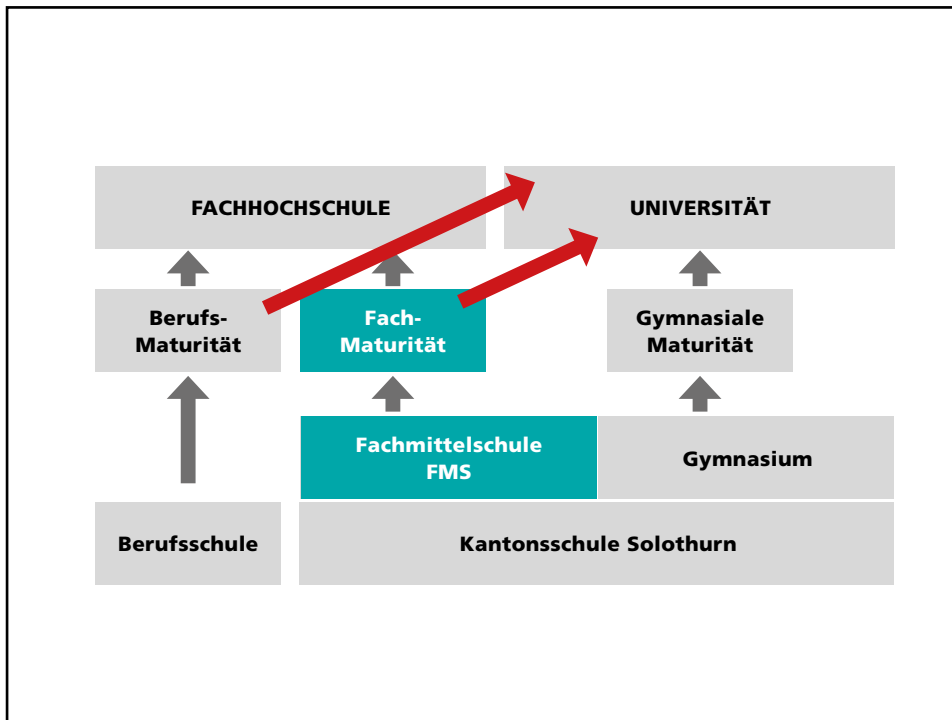 FACHHOCHSCHULE
UNIVERSITÄT
Berufs-
Maturität
Fach-
Maturität
Gymnasiale
Maturität
Fachmittelschule
FMS
Gymnasium
Berufsschule
Kantonsschule Solothurn